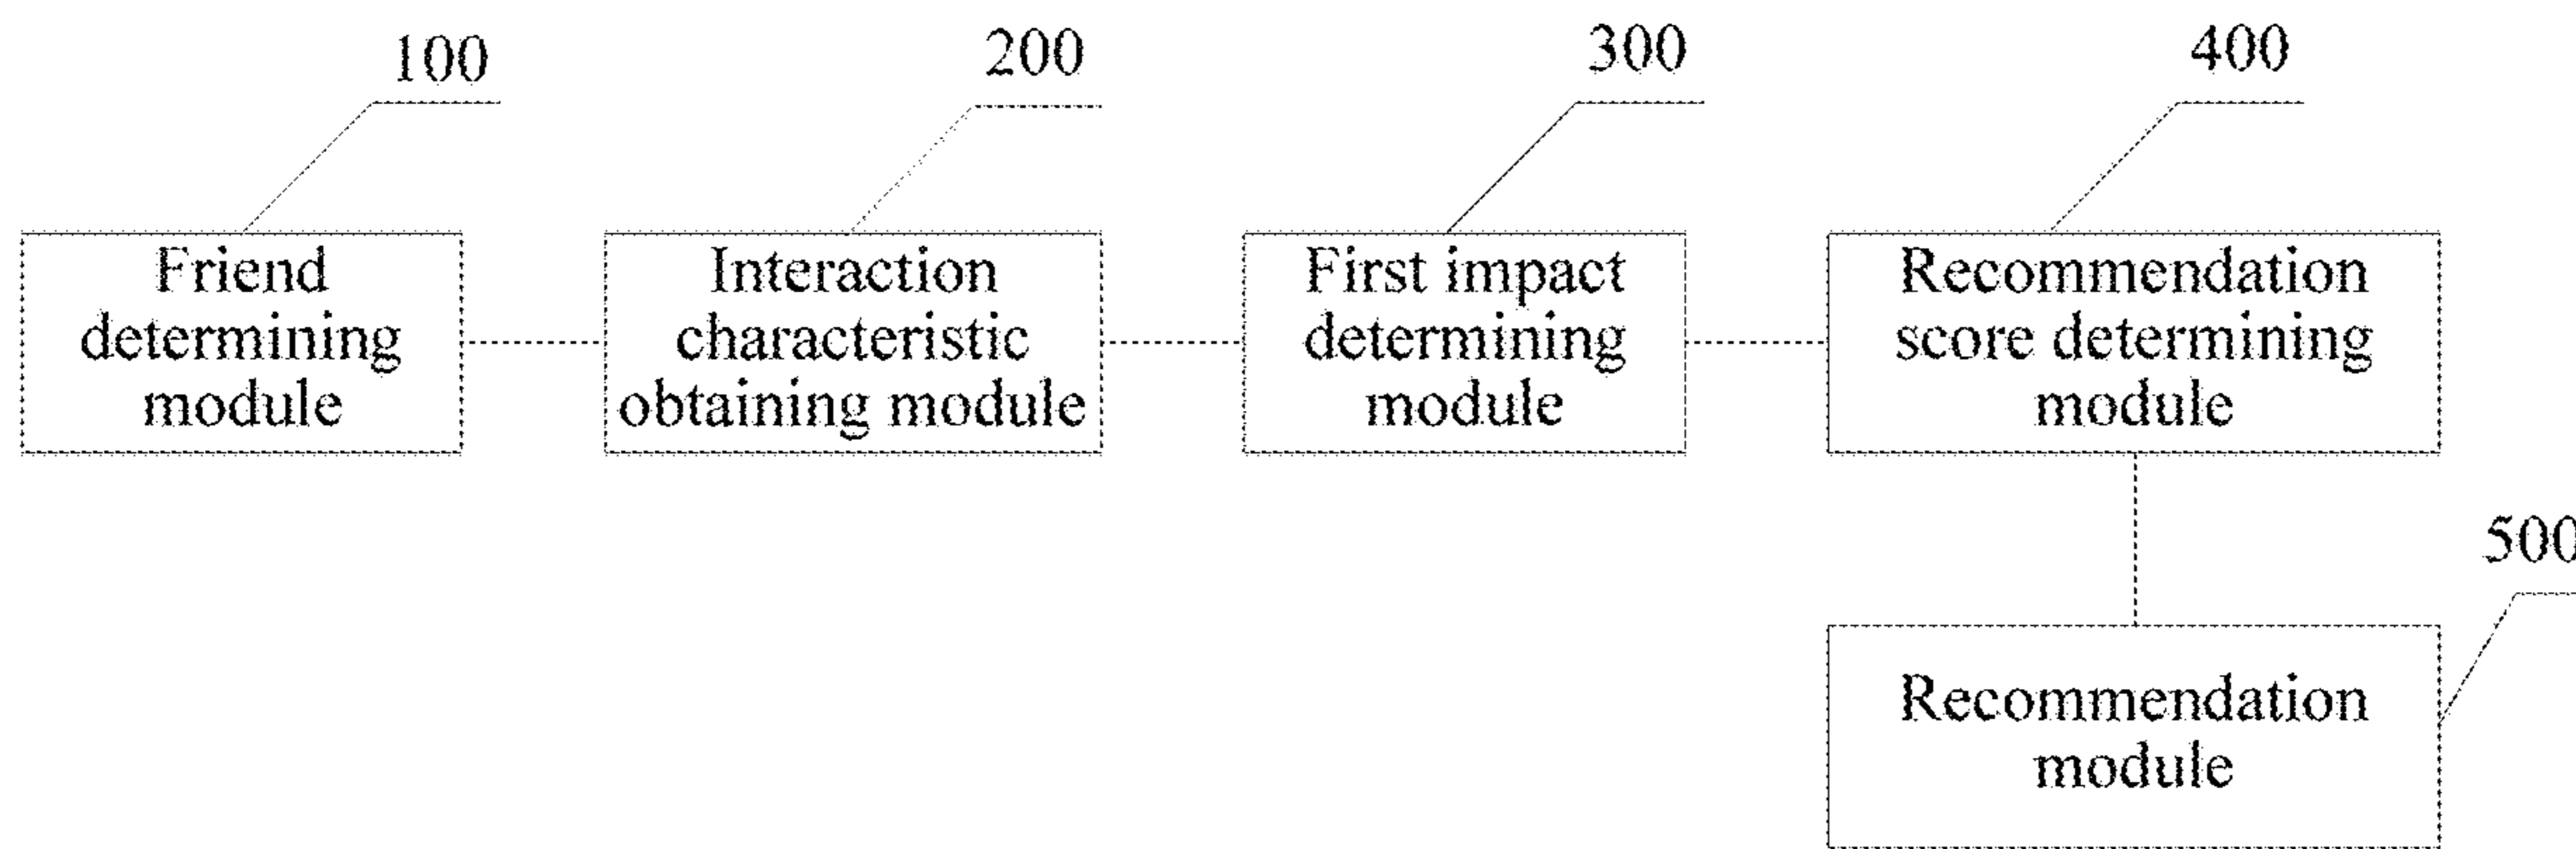 100
200
300
400
Friend
determining
module
Interaction
characteristic
obtaining module
First impact
determining
module
Recommendation
score determining
module
500
Recommendation
module